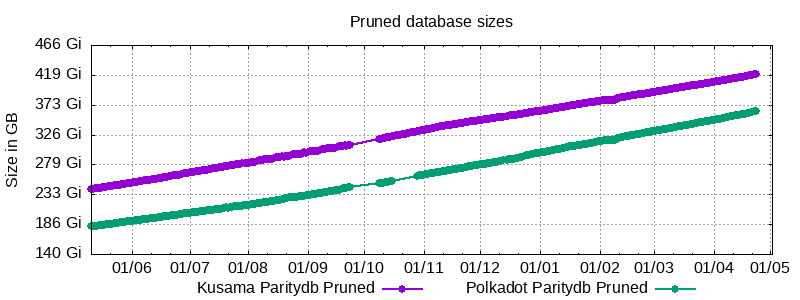 Pruned database sizes
Size in GB
466 Gi
419 Gi
373 Gi
326 Gi
279 Gi
233 Gi
186 Gi
140 Gi
01/06 01/07 01/08 01/09 01/10 01/11 01/12 01/01 01/02 01/03 01/04 01/05
Kusama Paritydb Pruned Polkadot Paritydb Pruned